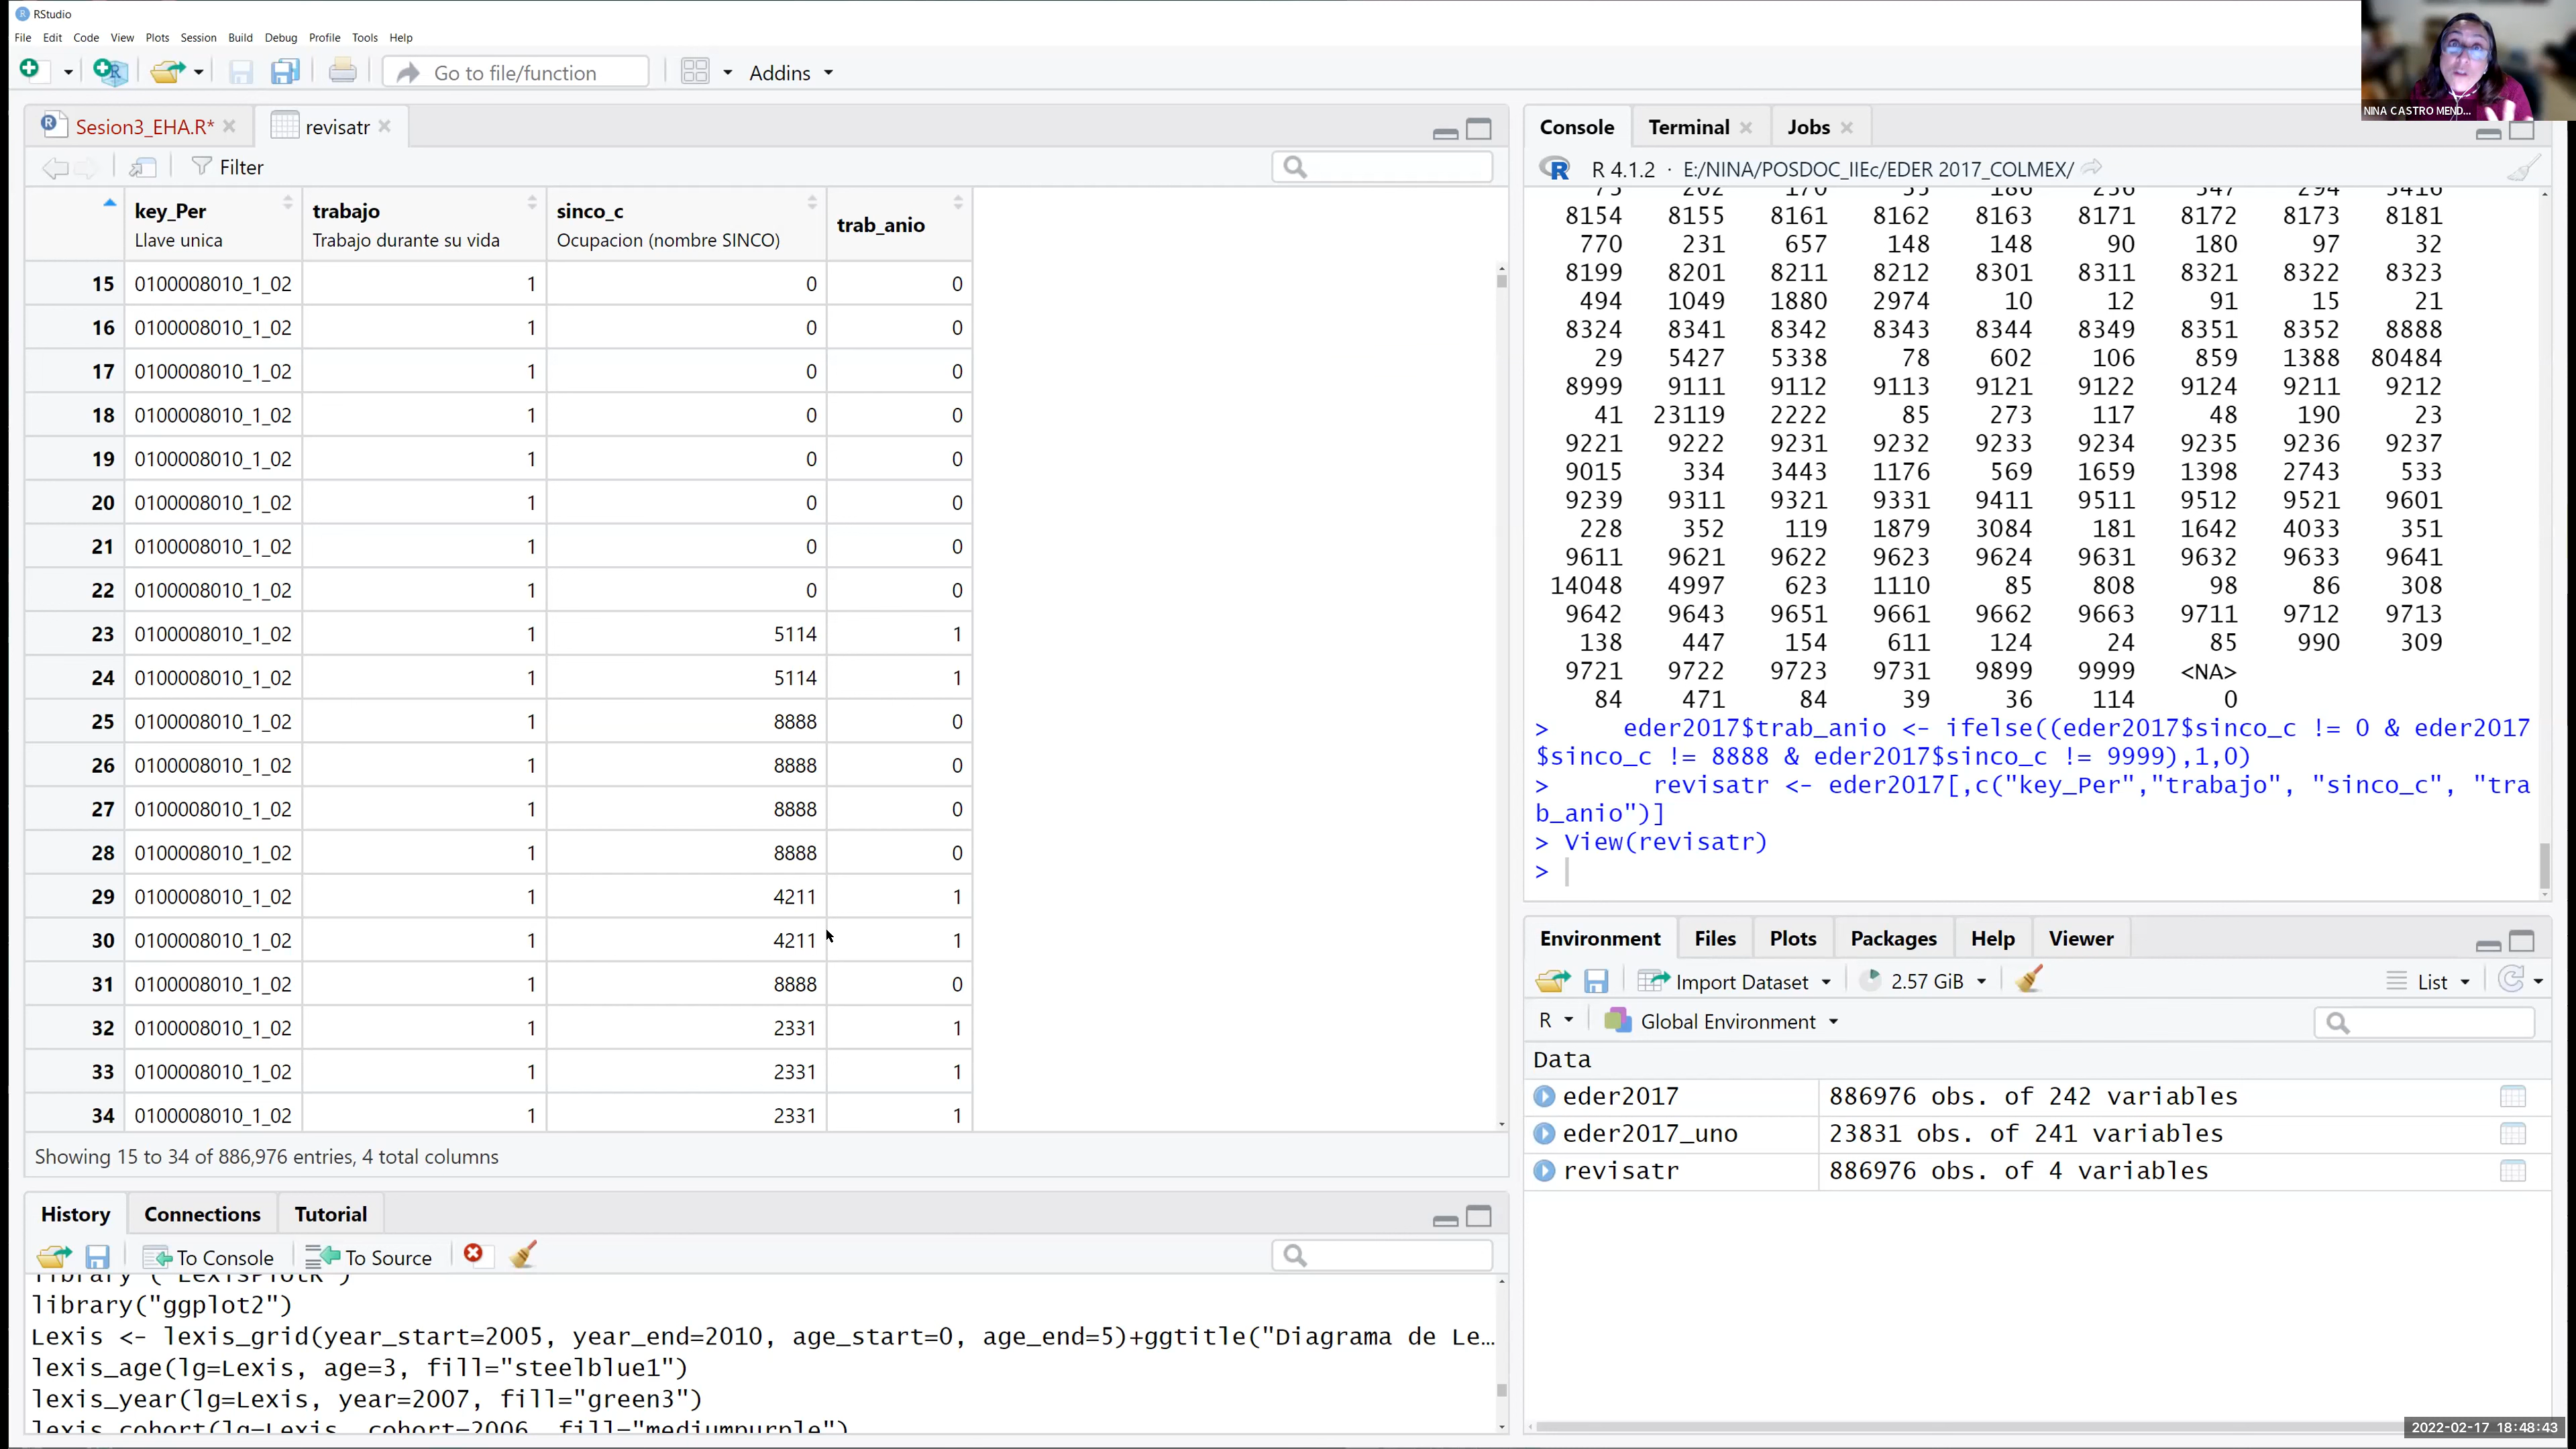 RStudio
File Edit Code View Plots Session Build Debug Profile Tools Help
Go to file/function Addins
NINA CASTRO MEND...
Sesion3_EHA.R* revisatr
Filter
key_Per trabajo sinco_c trab_anio
Llave unica Trabajo durante su vida Ocupacion (nombre SINCO)
15 0100008010_1_02 1 0 0
16 0100008010_1_02 1 0 0
17 0100008010_1_02 1 0 0
18 0100008010_1_02 1 0 0
19 0100008010_1_02 1 0 0
20 0100008010_1_02 1 0 0
21 0100008010_1_02 1 0 0
22 0100008010_1_02 1 0 0
23 0100008010_1_02 1 5114 1
24 0100008010_1_02 1 5114 1
25 0100008010_1_02 1 8888 0
26 0100008010_1_02 1 8888 0
27 0100008010_1_02 1 8888 0
28 0100008010_1_02 1 8888 0
29 0100008010_1_02 1 4211 1
30 0100008010_1_02 1 4211 1
31 0100008010_1_02 1 8888 0
32 0100008010_1_02 1 2331 1
33 0100008010_1_02 1 2331 1
34 0100008010_1_02 1 2331 1
Showing 15 to 34 of 886,976 entries, 4 total columns
History Connections Tutorial
To Console To Source
library("ggplot2")
Lexis <- lexis_grid(year_start=2005, year_end=2010, age_start=0, age_end=5)+ggtitle("Diagrama de Le...
lexis_age(lg=Lexis, age=3, fill="steelblue1")
lexis_year(lg=Lexis, year=2007, fill="green3")
lexis_cohort(lg=Lexis, cohort=2006, fill="mediumpurple")
Console Terminal Jobs
R 4.1.2 · E:/NINA/POSDOC_IIEc/EDER 2017_COLMEX/
8154 8155 8161 8162 8163 8171 8172 8173 8181
770 231 657 148 148 90 180 97 32
8199 8201 8211 8212 8301 8311 8321 8322 8323
494 1049 1880 2974 10 12 91 15 21
8324 8341 8342 8343 8344 8349 8351 8352 8888
29 5427 5338 78 602 106 859 1388 80484
8999 9111 9112 9113 9121 9122 9124 9211 9212
41 23119 2222 85 273 117 48 190 23
9221 9222 9231 9232 9233 9234 9235 9236 9237
9015 334 3443 1176 569 1659 1398 2743 533
9239 9311 9321 9331 9411 9511 9512 9521 9601
228 352 119 1879 3084 181 1642 4033 351
9611 9621 9622 9623 9624 9631 9632 9633 9641
14048 4997 623 1110 85 808 98 86 308
9642 9643 9651 9661 9662 9663 9711 9712 9713
138 447 154 611 124 24 85 990 309
9721 9722 9723 9731 9899 9999 <NA>
84 471 84 39 36 114 0
> eder2017$trab_anio <- ifelse((eder2017$sinco_c != 0 & eder2017
$sinco_c != 8888 & eder2017$sinco_c != 9999),1,0)
> revisatr <- eder2017[,c("key_Per","trabajo", "sinco_c", "tra
b_anio")]
> View(revisatr)
>
Environment Files Plots Packages Help Viewer
Import Dataset 2.57 GiB List
R Global Environment
Data
eder2017 886976 obs. of 242 variables
eder2017_uno 23831 obs. of 241 variables
revisatr 886976 obs. of 4 variables
2022-02-17 18:48:43